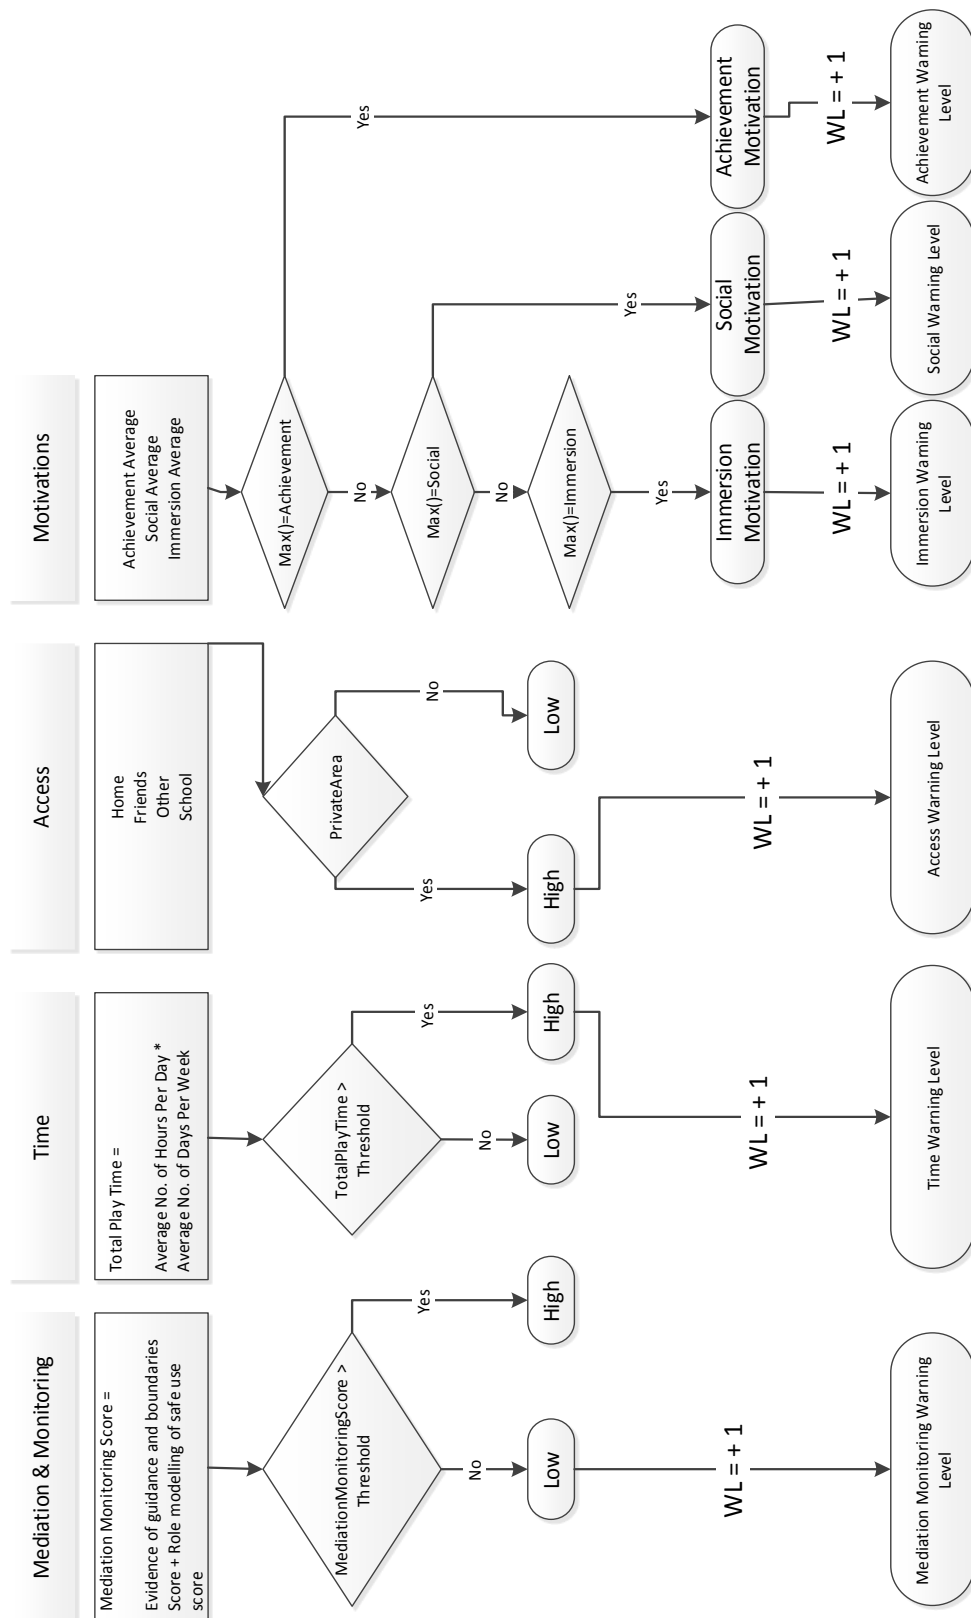 Mediation & Monitoring
Mediation Monitoring Score =
Evidence of guidance and boundaries
Score + Role modelling of safe use
score
MediationMonitoringScore >
Threshold
Yes
No
High
Low
WL = + 1
Mediation Monitoring Warning
Level
Time
Total Play Time =
Average No. of Hours Per Day *
Average No. of Days Per Week
TotalPlayTime >
Threshold
Yes
No
High
Low
WL = + 1
Time Warning Level
Access
Home
Friends
Other
School
PrivateArea
Yes
No
High
Low
WL = + 1
Access Warning Level
Motivations
Achievement Average
Social Average
Immersion Average
Max()=Achievement
Yes
No
Max()=Social
Yes
No
Max()=Immersion
Yes
Immersion
Motivation
Social
Motivation
Achievement
Motivation
WL = + 1
WL = + 1
WL = + 1
Immersion Warning
Level
Social Warning Level
Achievement Warning
Level